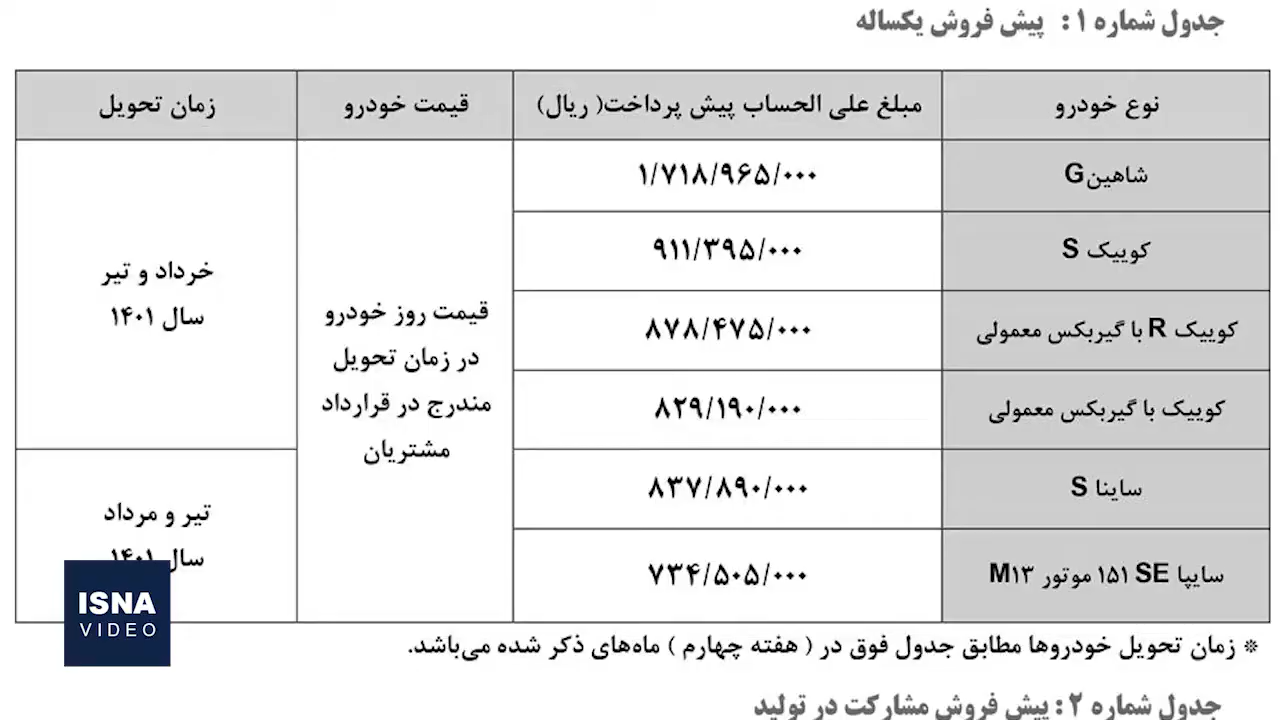 جدول شماره ۱ : پیش فروش یکساله
نوع خودرو
مبلغ علی الحساب پیش پرداخت( ریال)
قیمت خودرو
زمان تحویل
شاهین G
۱/۷۱۸/۹۶۵/۰۰۰
کوییک S
۹۱۱/۳۹۵/۰۰۰
کوییک R با گیربکس معمولی
۸۷۸/۴۷۵/۰۰۰
کوییک با گیربکس معمولی
۸۲۹/۱۹۰/۰۰۰
ساینا S
۸۳۷/۸۹۰/۰۰۰
سایپا ۱۵۱ SE موتور M۱۳
۷۳۴/۵۰۵/۰۰۰
قیمت روز خودرو
در زمان تحویل
مندرج در قرارداد
مشتریان
خرداد و تیر
سال ۱۴۰۱
تیر و مرداد
سال ۱۴۰۱
* زمان تحویل خودروها مطابق جدول فوق در ( هفته چهارم ) ماه‌های ذکر شده می‌باشد.
جدول شماره ۲ : پیش فروش مشارکت در تولید
ISNA
VIDEO